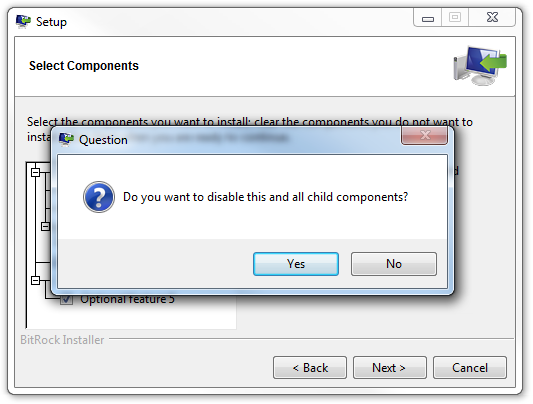 Setup
Select Components
Select the components you want to install; clear the components you do not want to
Question
Do you want to disable this and all child components?
Yes
No
Optional feature 5
BitRock Installer
< Back
Next >
Cancel